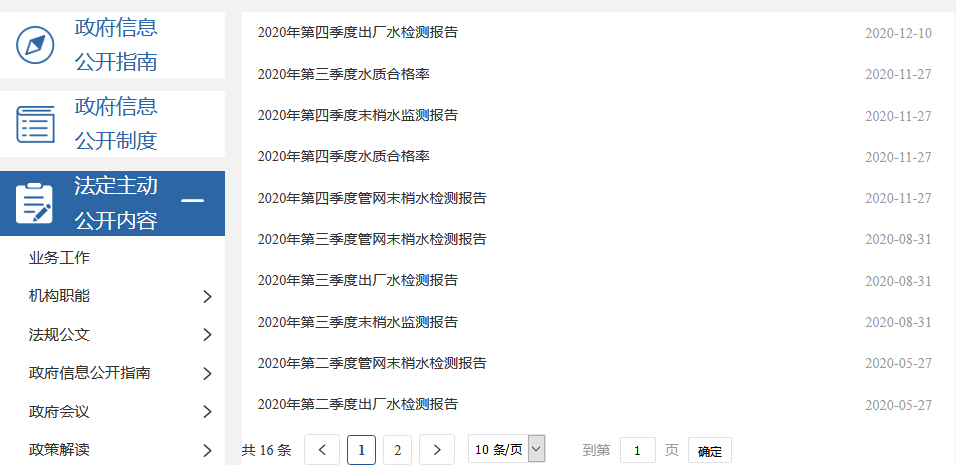 政府信息
公开指南
政府信息
公开制度
法定主动
公开内容
业务工作
机构职能
法规公文
政府信息公开指南
政府会议
政策解读
2020年第四季度出厂水检测报告 2020-12-10
2020年第三季度水质合格率 2020-11-27
2020年第四季度末梢水监测报告 2020-11-27
2020年第四季度水质合格率 2020-11-27
2020年第四季度管网末梢水检测报告 2020-11-27
2020年第三季度管网末梢水检测报告 2020-08-31
2020年第三季度出厂水检测报告 2020-08-31
2020年第三季度末梢水监测报告 2020-08-31
2020年第二季度管网末梢水检测报告 2020-05-27
2020年第二季度出厂水检测报告 2020-05-27
共 16 条 1 2 10 条/页 到第 1 页 确定